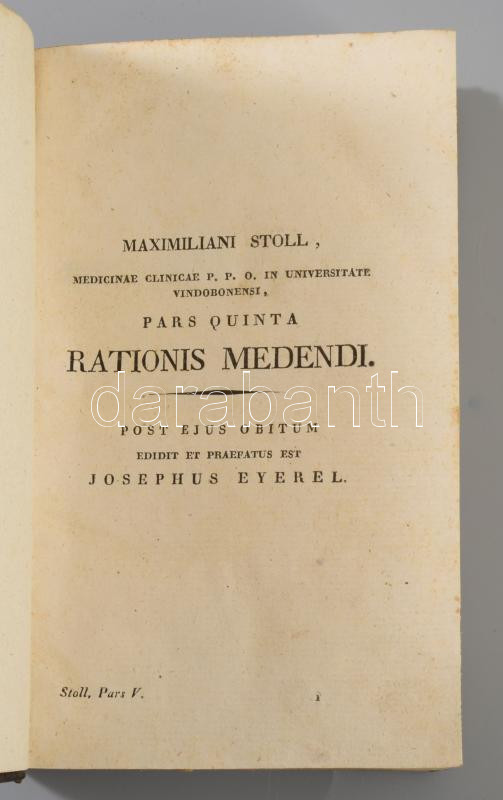 MAXIMILIANI STOLL,
MEDICINAE CLINICAE P. P. O. IN UNIVERSITATE
VINDOBONENSI,
PARS QUINTA
RATIONIS MEDENDI.
darabanth
POST EJUS OBITUM
EDIDIT ET PRAEFATUS EST
JOSEPHUS EYEREL.
Stoll, Pars V. 1